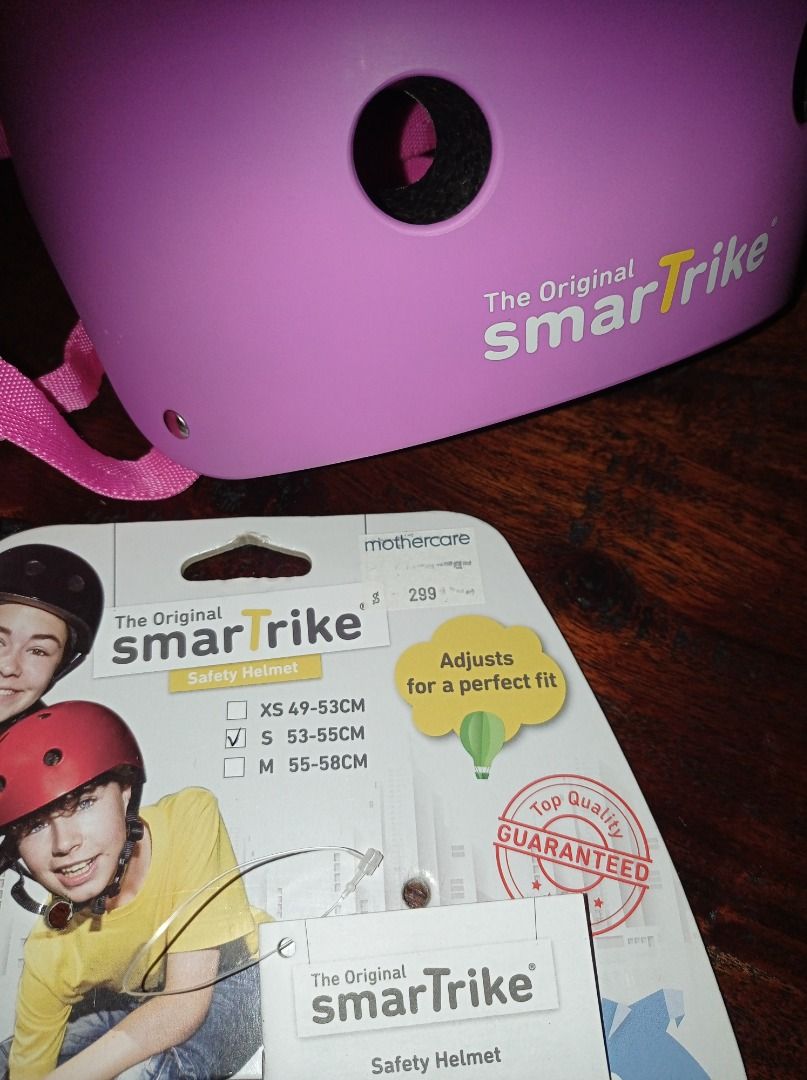 The Original
smarTrike®
mothercare
299
The Original
smarTrike®
Safety Helmet
Adjusts
for a perfect fit
XS 49-53CM
S 53-55CM
M 55-58CM
Top Quality
GUARANTEED
The Original
smarTrike®
Safety Helmet